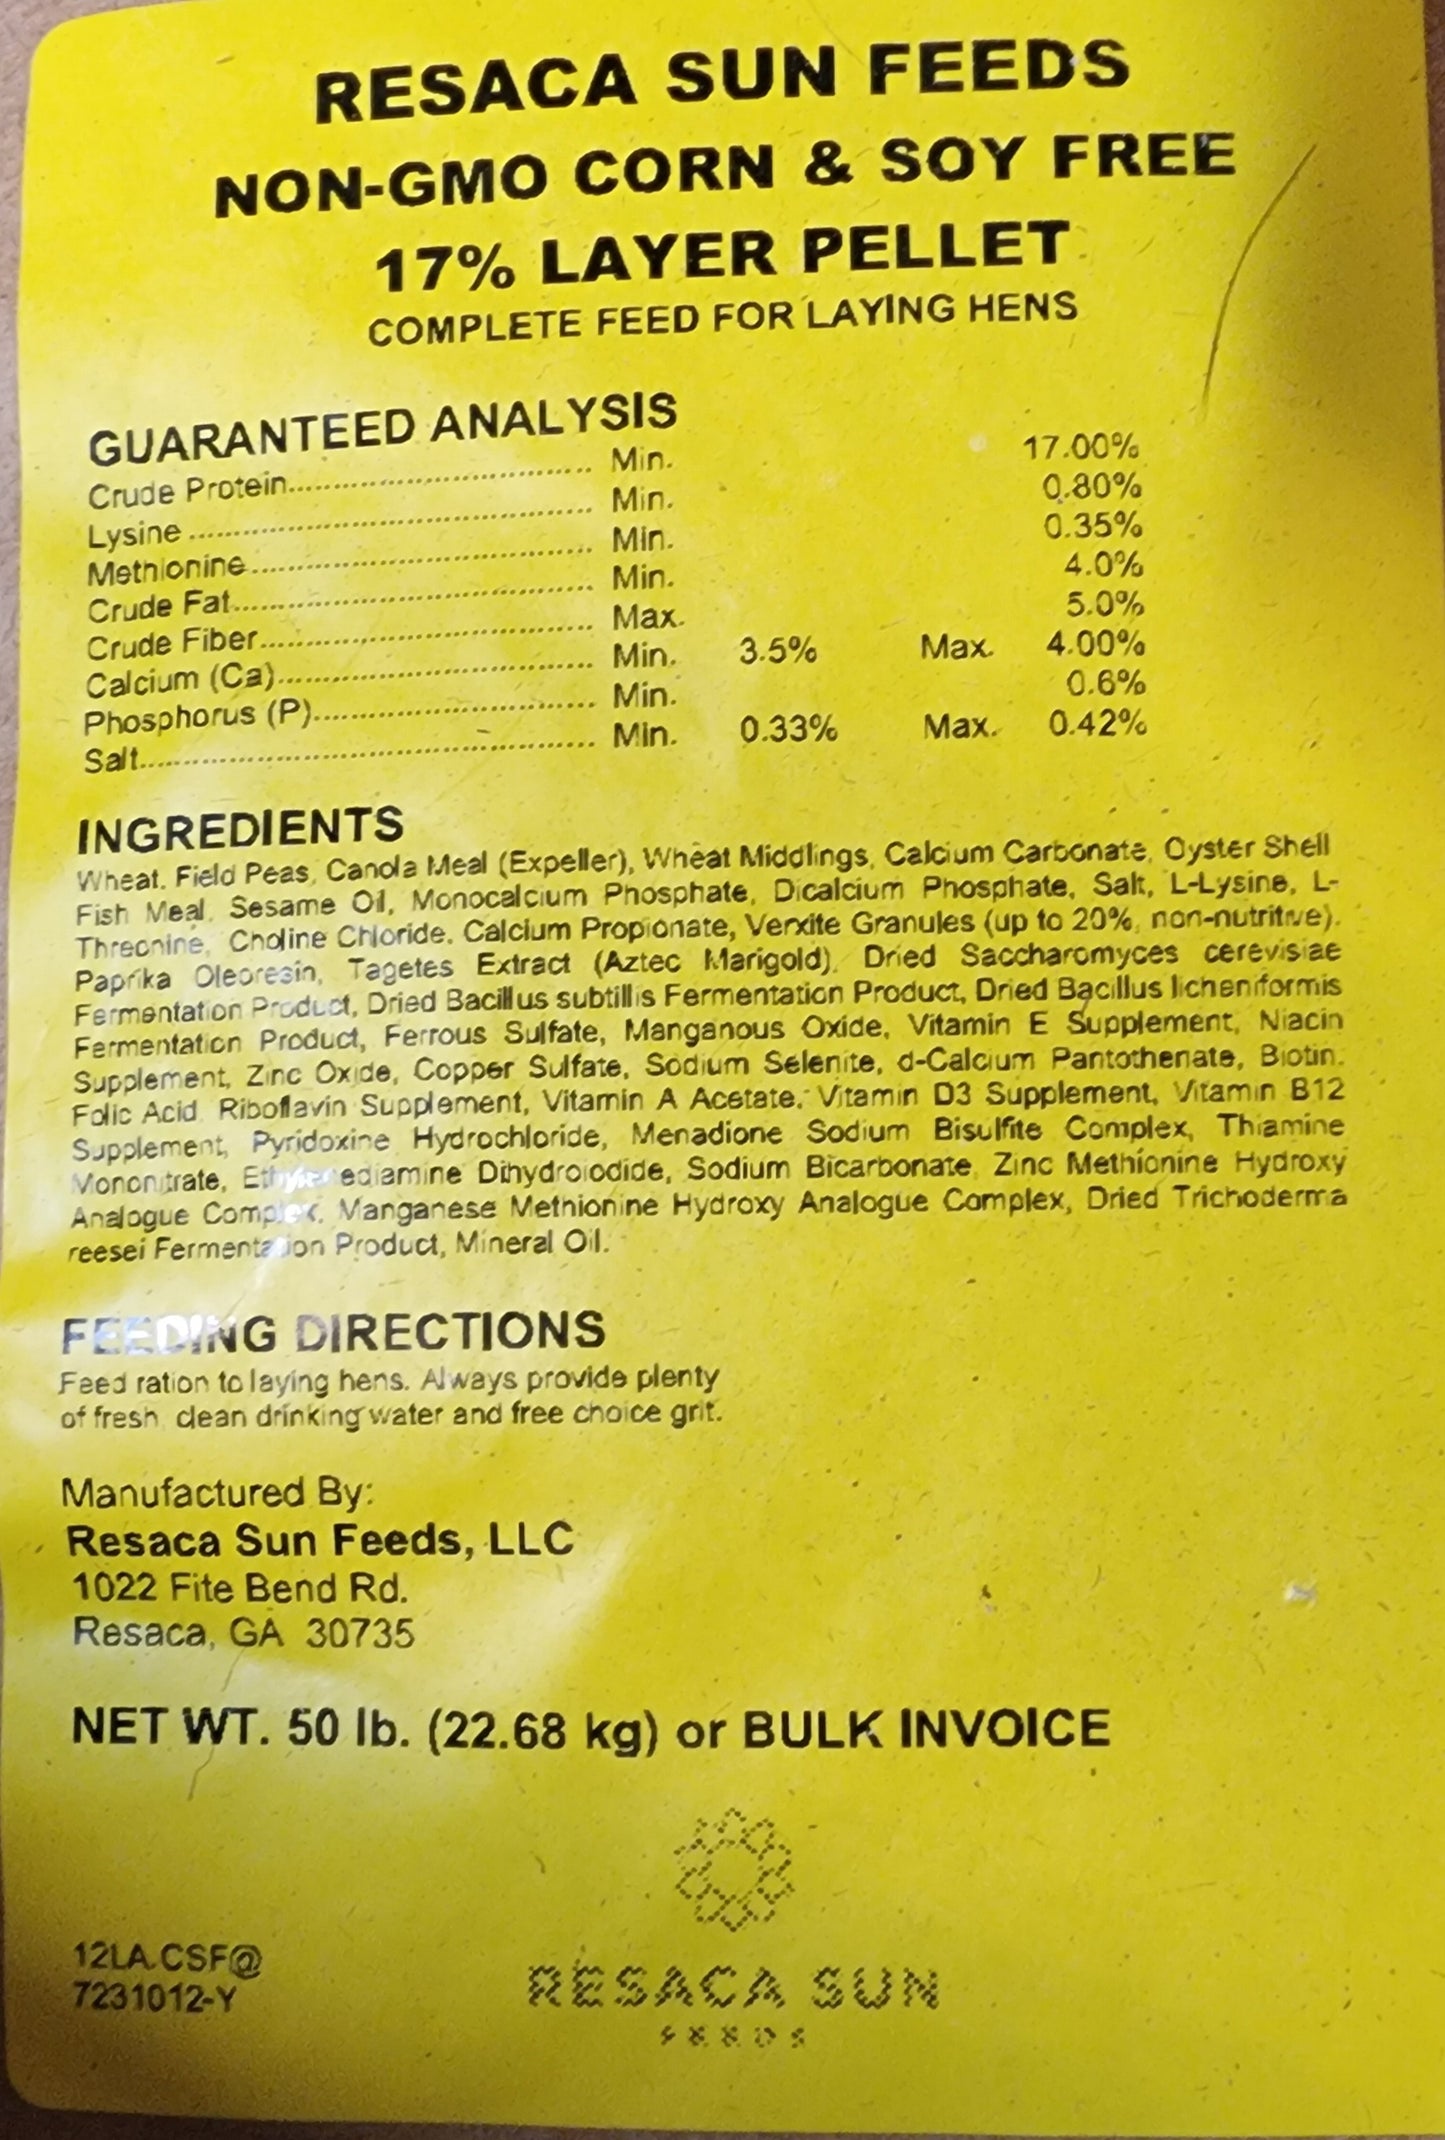 RESACA SUN FEEDS
NON-GMO CORN & SOY FREE
17% LAYER PELLET
COMPLETE FEED FOR LAYING HENS
GUARANTEED ANALYSIS
Crude Protein.................................. Min. 17.00%
Lysine ............................................ Min. 0.80%
Methionine...................................... Min. 0.35%
Crude Fat........................................ Min. 4.0%
Crude Fiber..................................... Max. 5.0%
Calcium (Ca)................................... Min. 3.5% Max. 4.00%
Phosphorus (P)............................... Min. 0.6%
Salt................................................. Min. 0.33% Max. 0.42%
INGREDIENTS
Wheat, Field Peas, Canola Meal (Expeller), Wheat Middlings, Calcium Carbonate, Oyster Shell
Fish Meal, Sesame Oil, Monocalcium Phosphate, Dicalcium Phosphate, Salt, L-Lysine, L-
Threonine, Choline Chloride, Calcium Propionate, Verxite Granules (up to 20%, non-nutritive),
Paprika Oleoresin, Tagetes Extract (Aztec Marigold), Dried Saccharomyces cerevisiae
Fermentation Product, Dried Bacillus subtillis Fermentation Product, Dried Bacillus licheniformis
Fermentation Product, Ferrous Sulfate, Manganous Oxide, Vitamin E Supplement, Niacin
Supplement, Zinc Oxide, Copper Sulfate, Sodium Selenite, d-Calcium Pantothenate, Biotin,
Folic Acid, Riboflavin Supplement, Vitamin A Acetate, Vitamin D3 Supplement, Vitamin B12
Supplement, Pyridoxine Hydrochloride, Menadione Sodium Bisulfite Complex, Thiamine
Mononitrate, Ethylenediamine Dihydroiodide, Sodium Bicarbonate, Zinc Methionine Hydroxy
Analogue Complex, Manganese Methionine Hydroxy Analogue Complex, Dried Trichoderma
reesei Fermentation Product, Mineral Oil.
FEEDING DIRECTIONS
Feed ration to laying hens. Always provide plenty
of fresh clean drinking water and free choice grit.
Manufactured By:
Resaca Sun Feeds, LLC
1022 Fite Bend Rd.
Resaca, GA 30735
NET WT. 50 lb. (22.68 kg) or BULK INVOICE
12LA.CSF@
7231012-Y
RESACA SUN
FEEDS